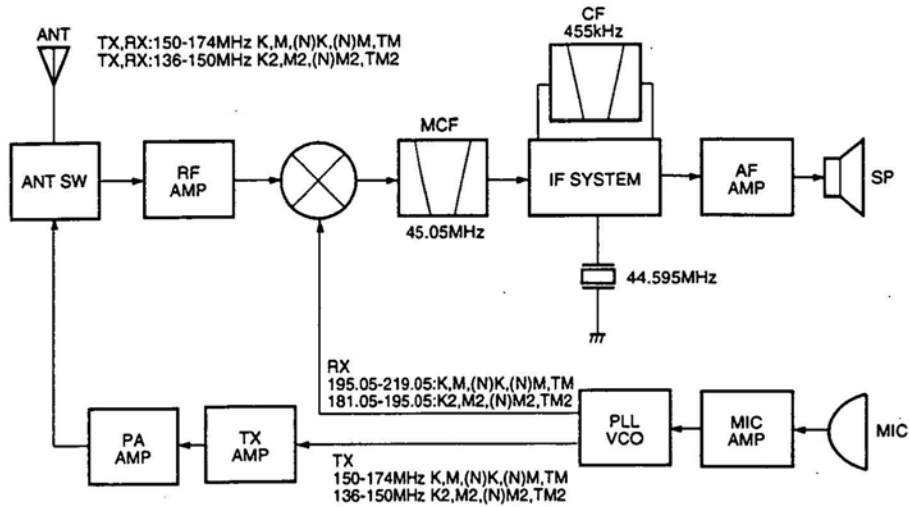 ANT
TX,RX:150-174MHz K,M,(N)K,(N)M,TM
TX,RX:136-150MHz K2,M2,(N)M2,TM2
CF
455kHz
MCF
ANT SW
RF
AMP
IF SYSTEM
AF
AMP
SP
45.05MHz
44.595MHz
RX
195.05-219.05:K,M,(N)K,(N)M,TM
181.05-195.05:K2,M2,(N)M2,TM2
PA
AMP
TX
AMP
PLL
VCO
MIC
AMP
MIC
TX
150-174MHz K,M,(N)K,(N)M,TM
136-150MHz K2,M2,(N)M2,TM2